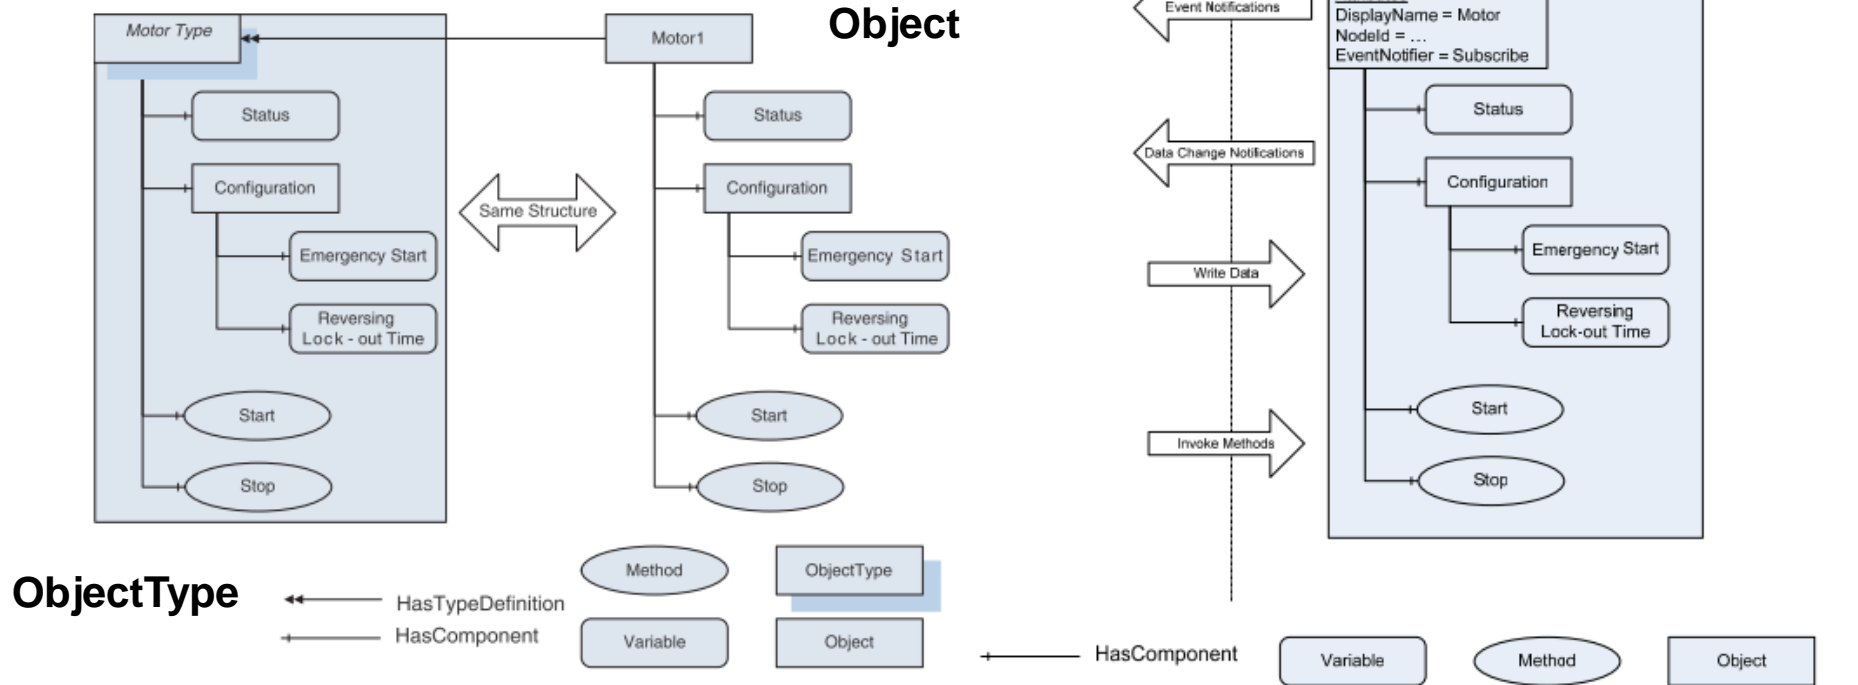 Object
Motor Type
Motor1
Status
Configuration
Emergency Start
Reversing
Lock - out Time
Start
Stop
Same Structure
Status
Configuration
Emergency Start
Reversing
Lock - out Time
Start
Stop
ObjectType
HasTypeDefinition
HasComponent
Method
ObjectType
Variable
Object
Event Notifications
Data Change Notifications
Write Data
Invoke Methods
DisplayName = Motor
NodeId = ...
EventNotifier = Subscribe
Status
Configuration
Emergency Start
Reversing
Lock-out Time
Start
Stop
HasComponent
Variable
Method
Object